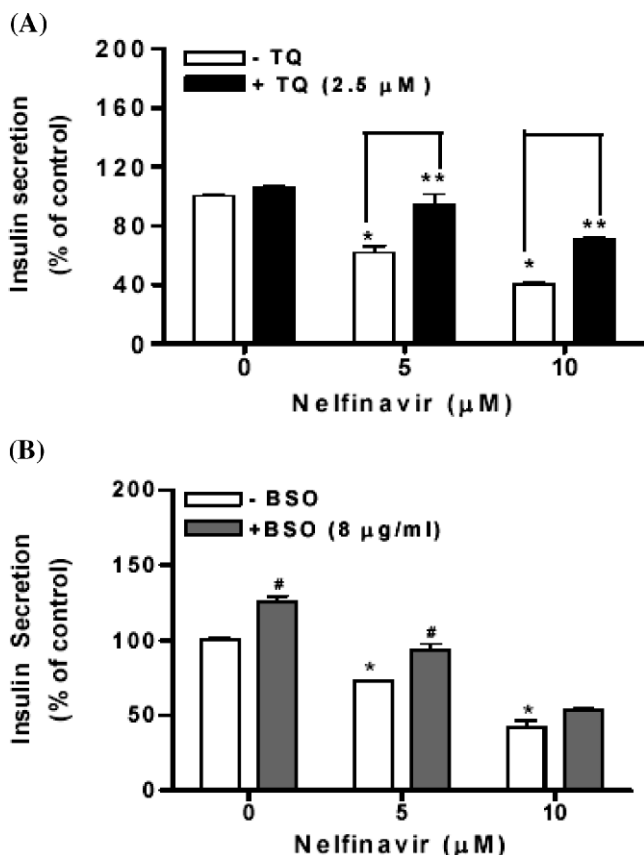 (A)
200
160
120
80
40
0
Insulin secretion
(% of control)
- TQ
+ TQ (2.5 μM)
*
**
*
**
0 5 10
Nelfinavir (μM)
(B)
200
150
100
50
0
Insulin Secretion
(% of control)
- BSO
+BSO (8 μg/ml)
#
*
#
*
0 5 10
Nelfinavir (μM)